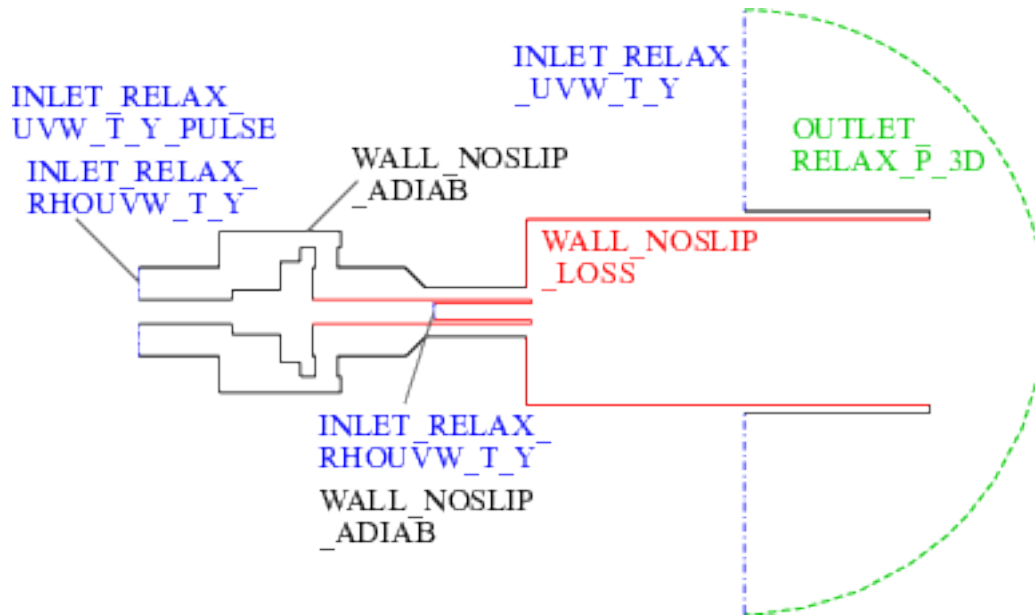 INLET_RELAX_
UVW_T_Y_PULSE
INLET_RELAX_
RHOUVW_T_Y
WALL_NOSLIP
_ADIAB
INLET_RELAX
_UVW_T_Y
OUTLET_
RELAX_P_3D
WALL_NOSLIP
_LOSS
INLET_RELAX_
RHOUVW_T_Y
WALL_NOSLIP
_ADIAB